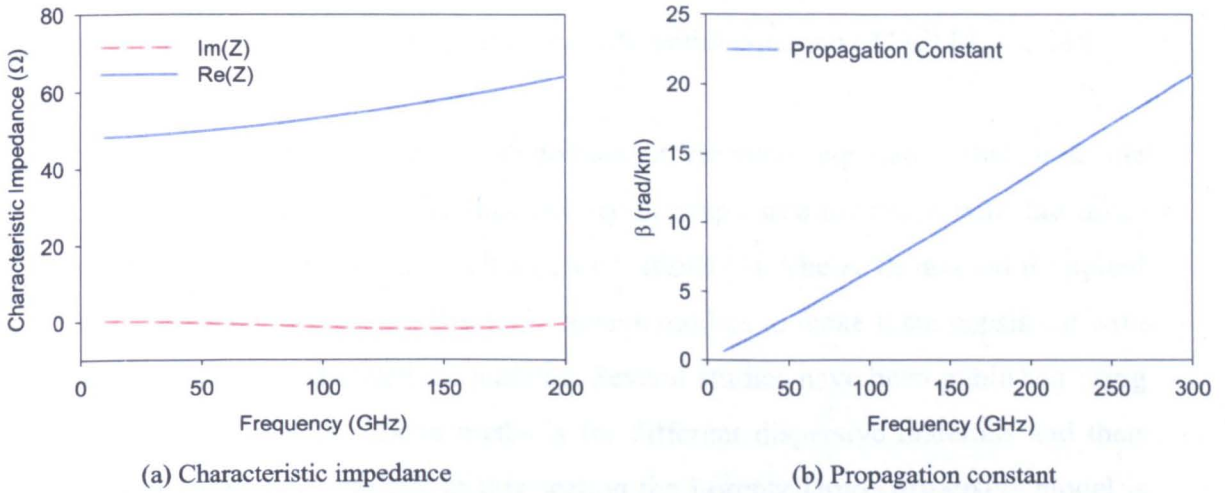 80
60
40
20
0
Characteristic Impedance (Ω)
Im(Z)
Re(Z)
0 50 100 150 200
Frequency (GHz)
(a) Characteristic impedance
25
20
15
10
5
0
β (rad/km)
Propagation Constant
0 50 100 150 200 250 300
Frequency (GHz)
(b) Propagation constant